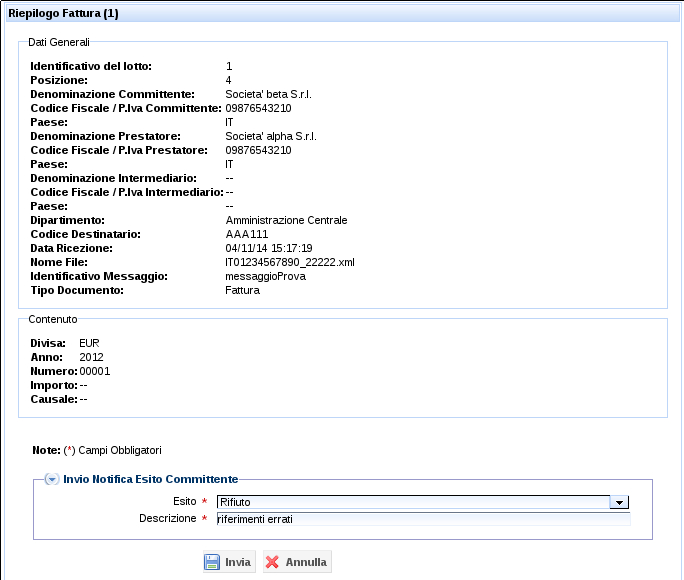 Riepilogo Fattura (1)
Dati Generali
Identificativo del lotto: 1
Posizione: 4
Denominazione Committente: Societa' beta S.r.l.
Codice Fiscale / P.Iva Committente: 09876543210
Paese: IT
Denominazione Prestatore: Societa' alpha S.r.l.
Codice Fiscale / P.Iva Prestatore: 09876543210
Paese: IT
Denominazione Intermediario: --
Codice Fiscale / P.Iva Intermediario: --
Paese: --
Dipartimento: Amministrazione Centrale
Codice Destinatario: AAA111
Data Ricezione: 04/11/14 15:17:19
Nome File: IT01234567890_22222.xml
Identificativo Messaggio: messaggioProva
Tipo Documento: Fattura
Contenuto
Divisa: EUR
Anno: 2012
Numero: 00001
Importo: --
Causale: --
Note: (*) Campi Obbligatori
Invio Notifica Esito Committente
Esito * Rifiuto
Descrizione * riferimenti errati
Invia Annulla